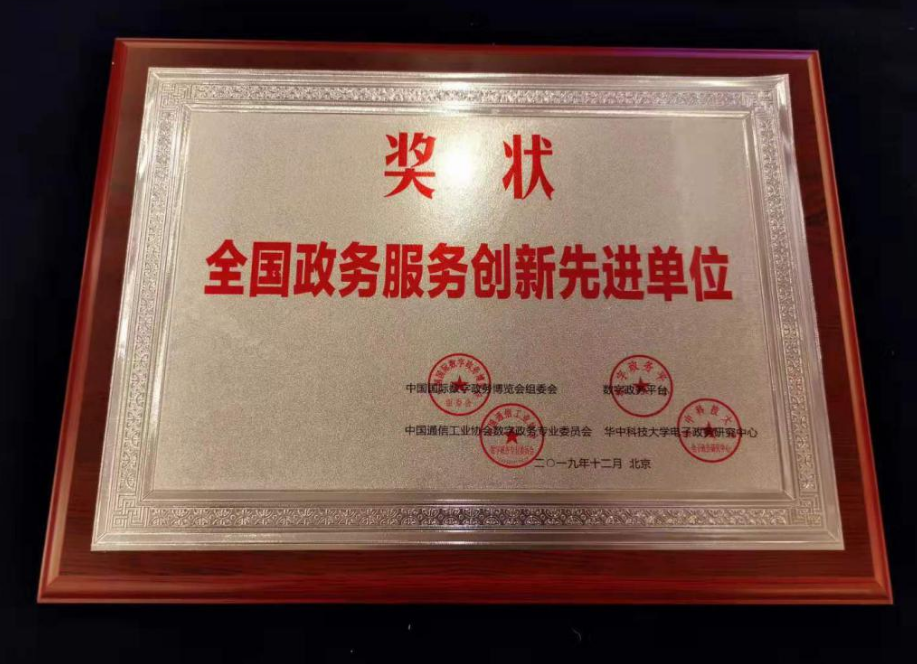 奖 状
全国政务服务创新先进单位
中国国际数字政务博览会组委会 数字政务平台
中国通信工业协会数字政务专业委员会 华中科技大学电子政务研究中心
二〇一九年十二月 北京